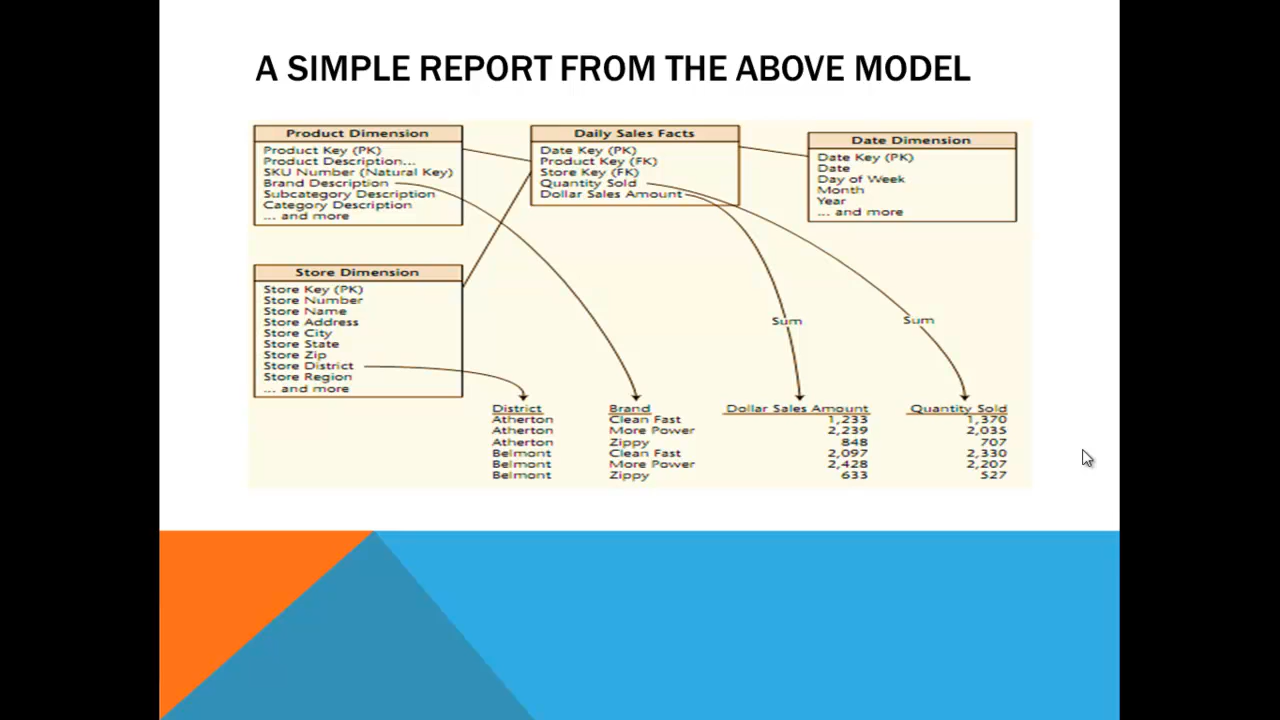 A SIMPLE REPORT FROM THE ABOVE MODEL
Product Dimension
Product Key (PK)
Product Description...
SKU Number (Natural Key)
Brand Description
Subcategory Description
Category Description
... and more
Daily Sales Facts
Date Key (PK)
Product Key (FK)
Store Key (FK)
Quantity Sold
Dollar Sales Amount
Date Dimension
Date Key (PK)
Date
Day of Week
Month
Year
... and more
Store Dimension
Store Key (PK)
Store Number
Store Name
Store Address
Store City
Store State
Store Zip
Store District
Store Region
... and more
Sum
Sum
District Brand Dollar Sales Amount Quantity Sold
Atherton Clean Fast 1,233 1,370
Atherton More Power 2,239 2,035
Atherton Zippy 848 707
Belmont Clean Fast 2,097 2,330
Belmont More Power 2,428 2,207
Belmont Zippy 633 527